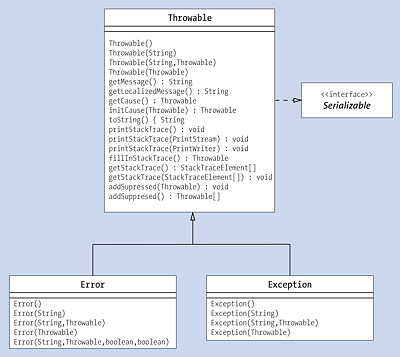 Throwable
Throwable()
Throwable(String)
Throwable(String,Throwable)
Throwable(Throwable)
getMessage() : String
getLocalizedMessage() : String
getCause() : Throwable
initCause(Throwable) : Throwable
toString() { String
printStackTrace() : void
printStackTrace(PrintStream) : void
printStackTrace(PrintWriter) : void
fillInStackTrace() : Throwable
getStackTrace() : StackTraceElement[]
getStackTrace(StackTraceElement[]) : void
addSupressed(Throwable) : void
addSuppresed() : Throwable[]
<<interface>>
Serializable
Error
Error()
Error(String)
Error(String,Throwable)
Error(Throwable)
Error(String,Throwable,boolean,boolean)
Exception
Exception()
Exception(String)
Exception(String,Throwable)
Exception(Throwable)